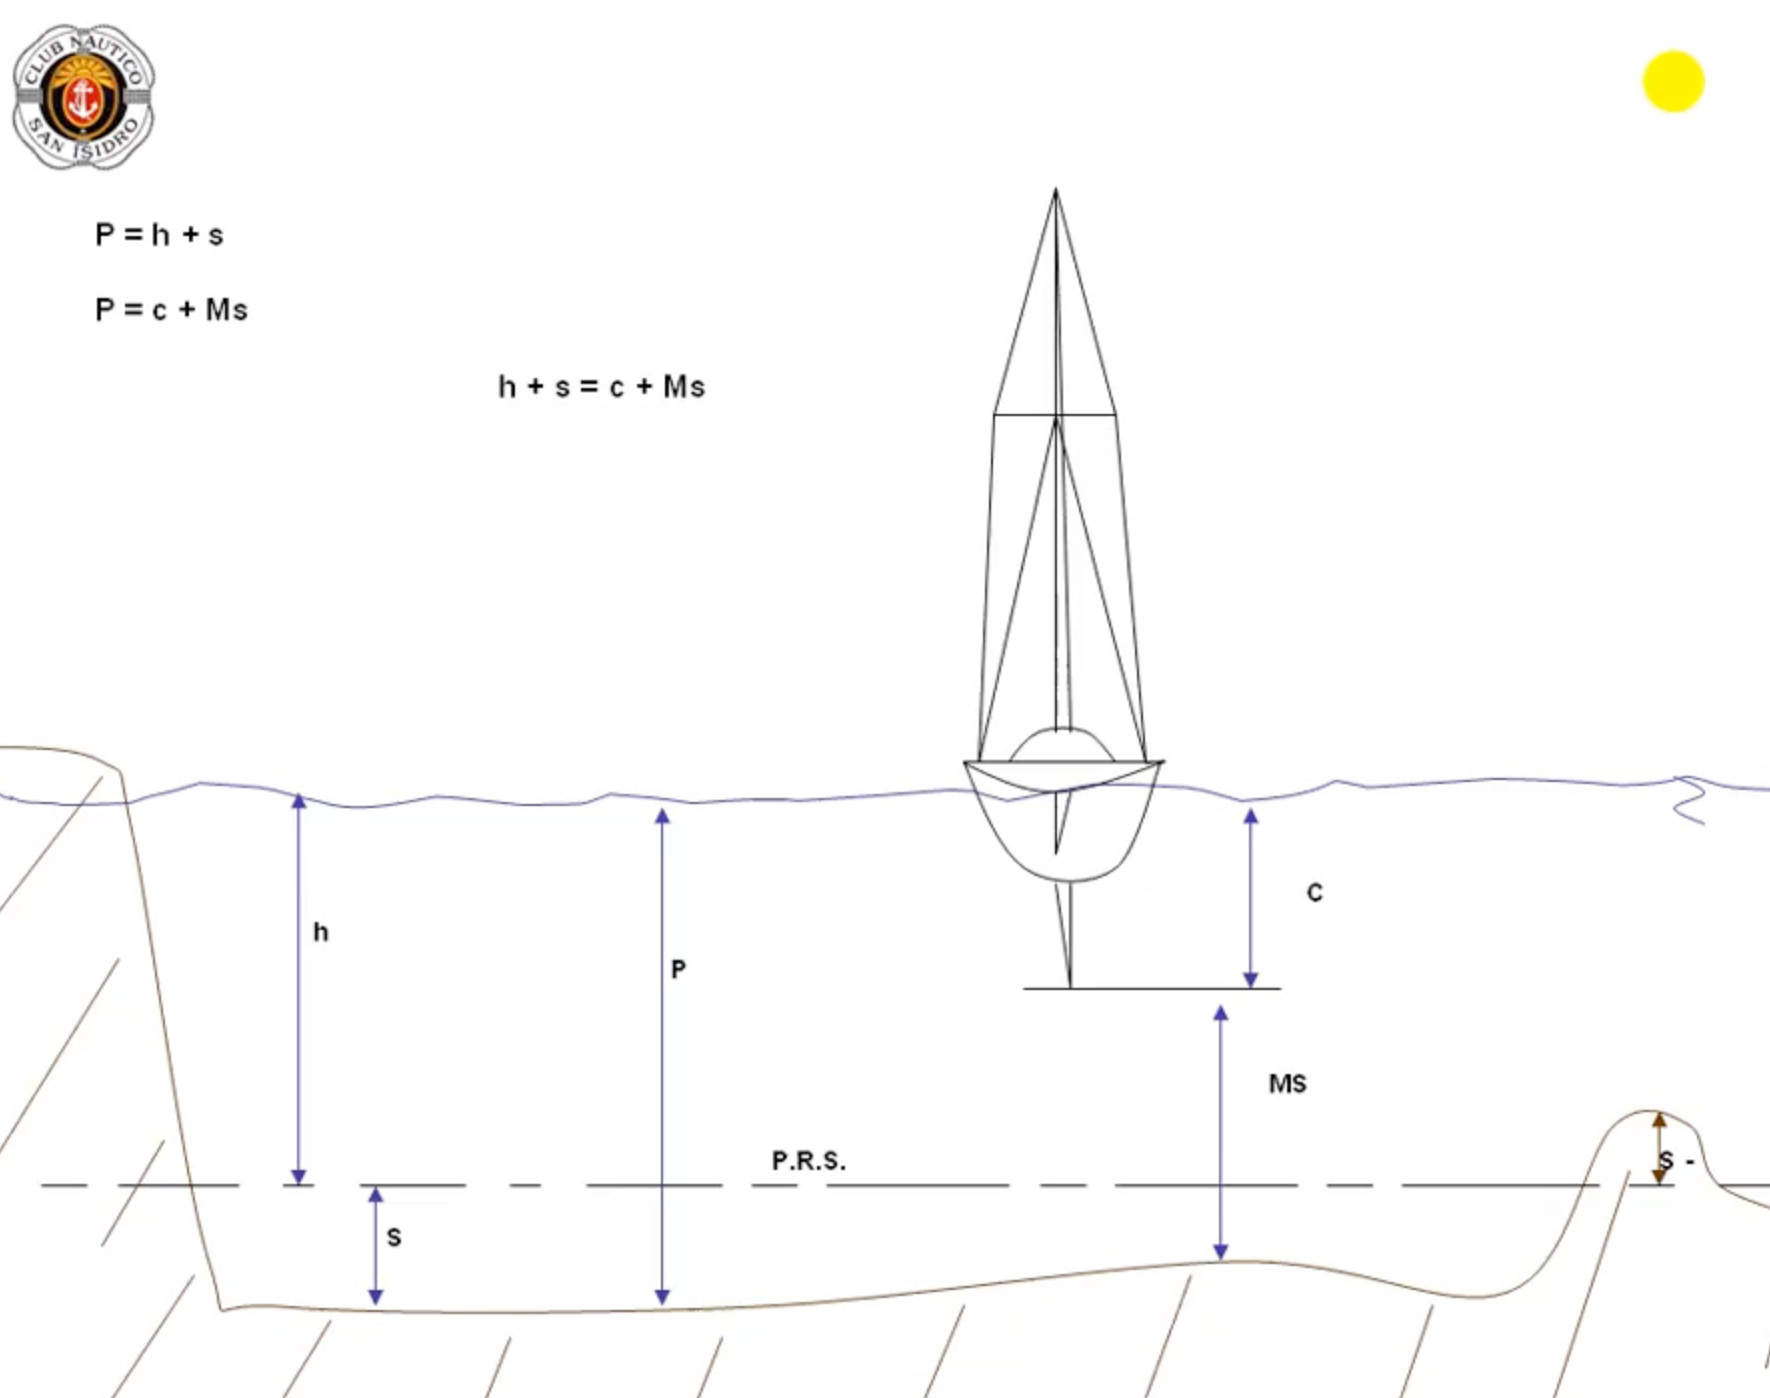 CLUB NAUTICO
SAN ISIDRO
P = h + s
P = c + Ms
h + s = c + Ms
C
h
P
MS
P.R.S.
S -
S